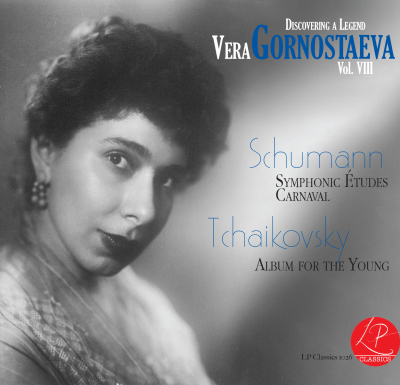 Discovering a Legend
Vera GORNOSTAEVA
Vol. VIII
Schumann
Symphonic Études
Carnaval
Tchaikovsky
Album for the Young
LP Classics 1026
LP
CLASSICS